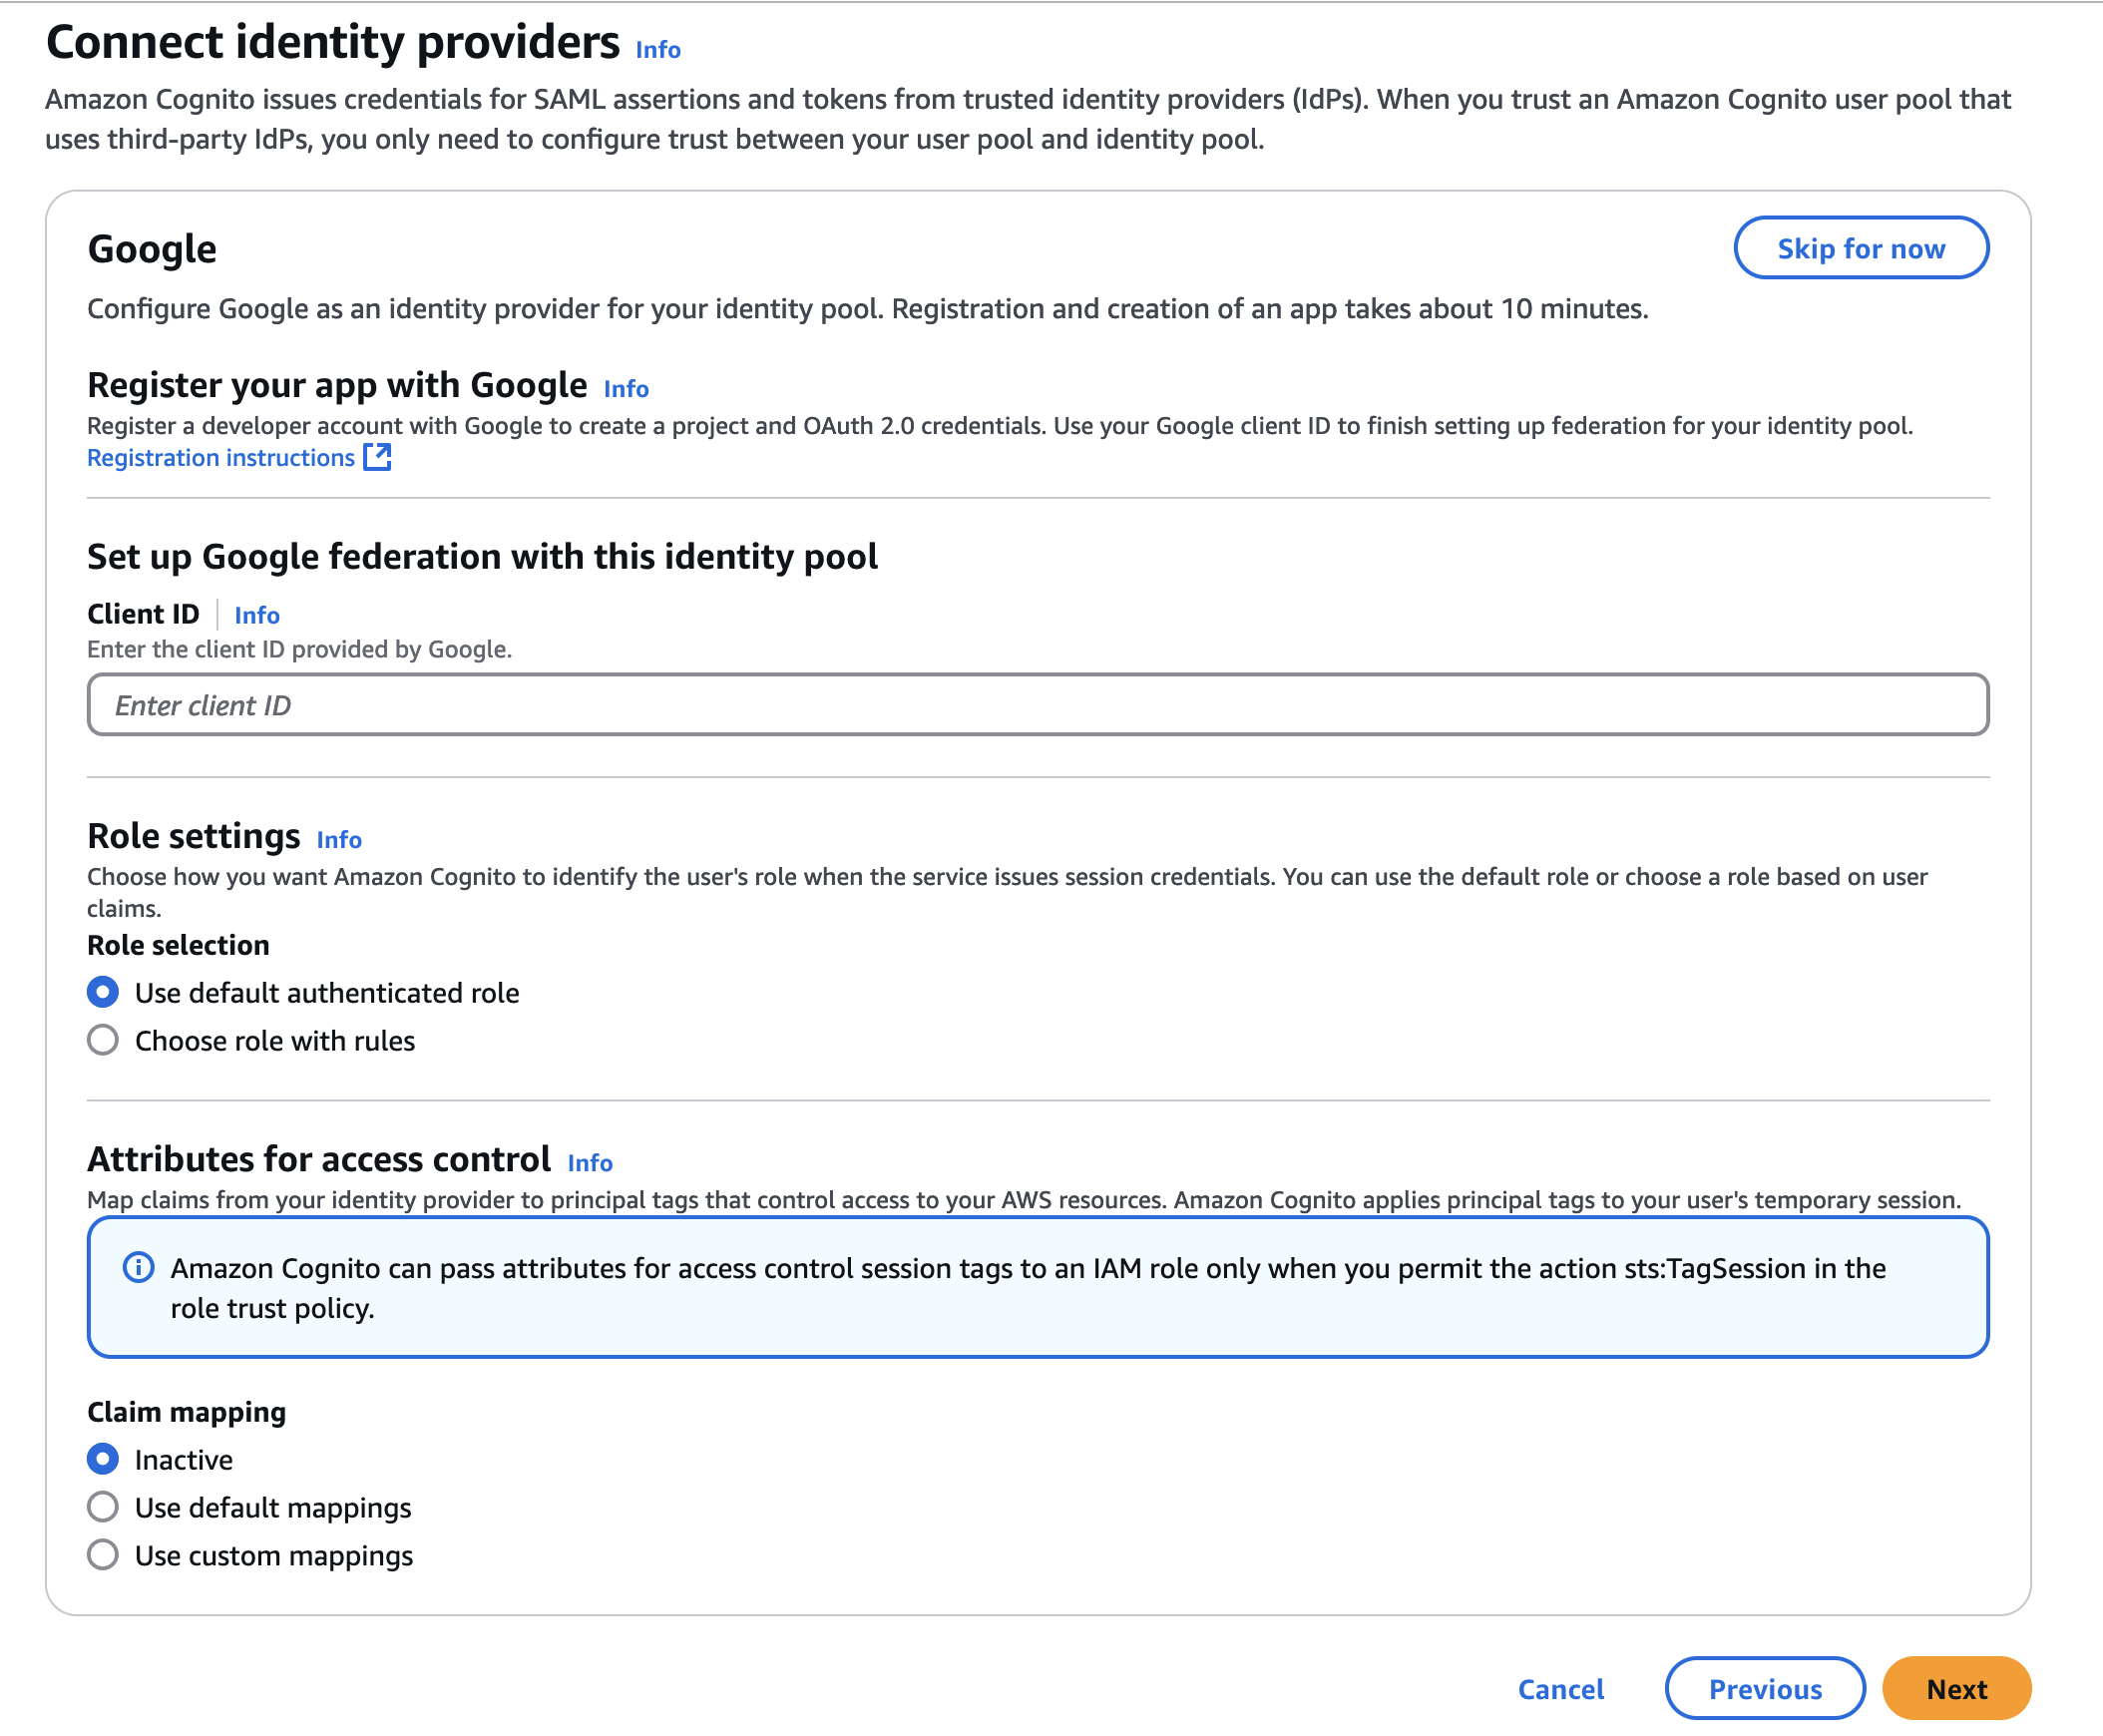 Connect identity providers Info
Amazon Cognito issues credentials for SAML assertions and tokens from trusted identity providers (IdPs). When you trust an Amazon Cognito user pool that
uses third-party IdPs, you only need to configure trust between your user pool and identity pool.
Google
Skip for now
Configure Google as an identity provider for your identity pool. Registration and creation of an app takes about 10 minutes.
Register your app with Google Info
Register a developer account with Google to create a project and OAuth 2.0 credentials. Use your Google client ID to finish setting up federation for your identity pool.
Registration instructions
Set up Google federation with this identity pool
Client ID Info
Enter the client ID provided by Google.
Enter client ID
Role settings Info
Choose how you want Amazon Cognito to identify the user's role when the service issues session credentials. You can use the default role or choose a role based on user
claims.
Role selection
Use default authenticated role
Choose role with rules
Attributes for access control Info
Map claims from your identity provider to principal tags that control access to your AWS resources. Amazon Cognito applies principal tags to your user's temporary session.
Amazon Cognito can pass attributes for access control session tags to an IAM role only when you permit the action sts:TagSession in the
role trust policy.
Claim mapping
Inactive
Use default mappings
Use custom mappings
Cancel Previous Next